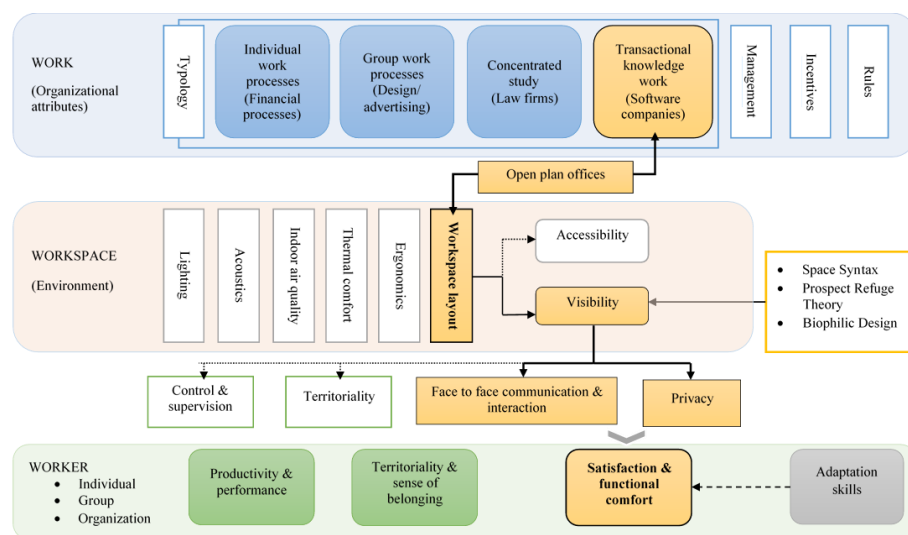 WORK
(Organizational
attributes)
Typology
Individual
work
processes
(Financial
processes)
Group work
processes
(Design/
advertising)
Concentrated
study
(Law firms)
Transactional
knowledge
work
(Software
companies)
Management
Incentives
Rules
Open plan offices
WORKSPACE
(Environment)
Lighting
Acoustics
Indoor air
quality
Thermal
comfort
Ergonomics
Workspace
layout
Accessibility
Visibility
• Space Syntax
• Prospect Refuge
Theory
• Biophilic Design
Control &
supervision
Territoriality
Face to face communication &
interaction
Privacy
WORKER
• Individual
• Group
• Organization
Productivity &
performance
Territoriality &
sense of
belonging
Satisfaction &
functional
comfort
Adaptation
skills